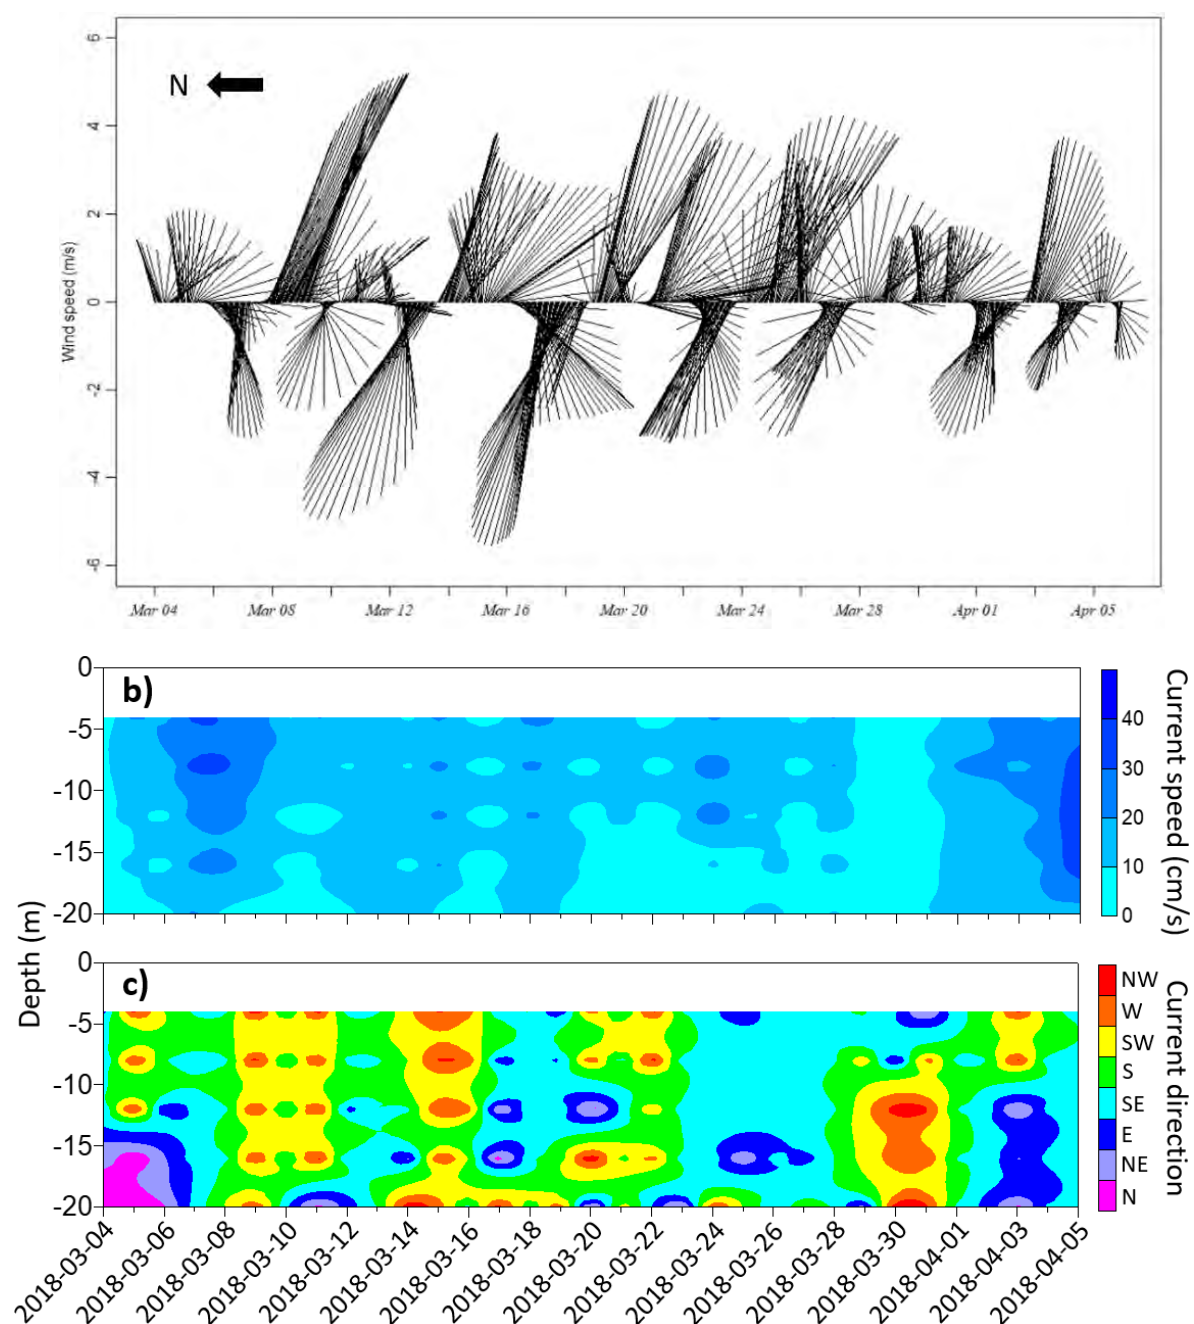 6
N
4
2
0
-2
-4
-6
Wind speed (m/s)
Mar 04 Mar 08 Mar 12 Mar 16 Mar 20 Mar 24 Mar 28 Apr 01 Apr 05
b)
0
-5
-10
-15
-20
40
30
20
10
0
Current speed (cm/s)
Depth (m)
c)
0
-5
-10
-15
-20
NW
W
SW
S
SE
E
NE
N
Current direction
2018-03-04 2018-03-06 2018-03-08 2018-03-10 2018-03-12 2018-03-14 2018-03-16 2018-03-18 2018-03-20 2018-03-22 2018-03-24 2018-03-26 2018-03-28 2018-03-30 2018-04-01 2018-04-03 2018-04-05